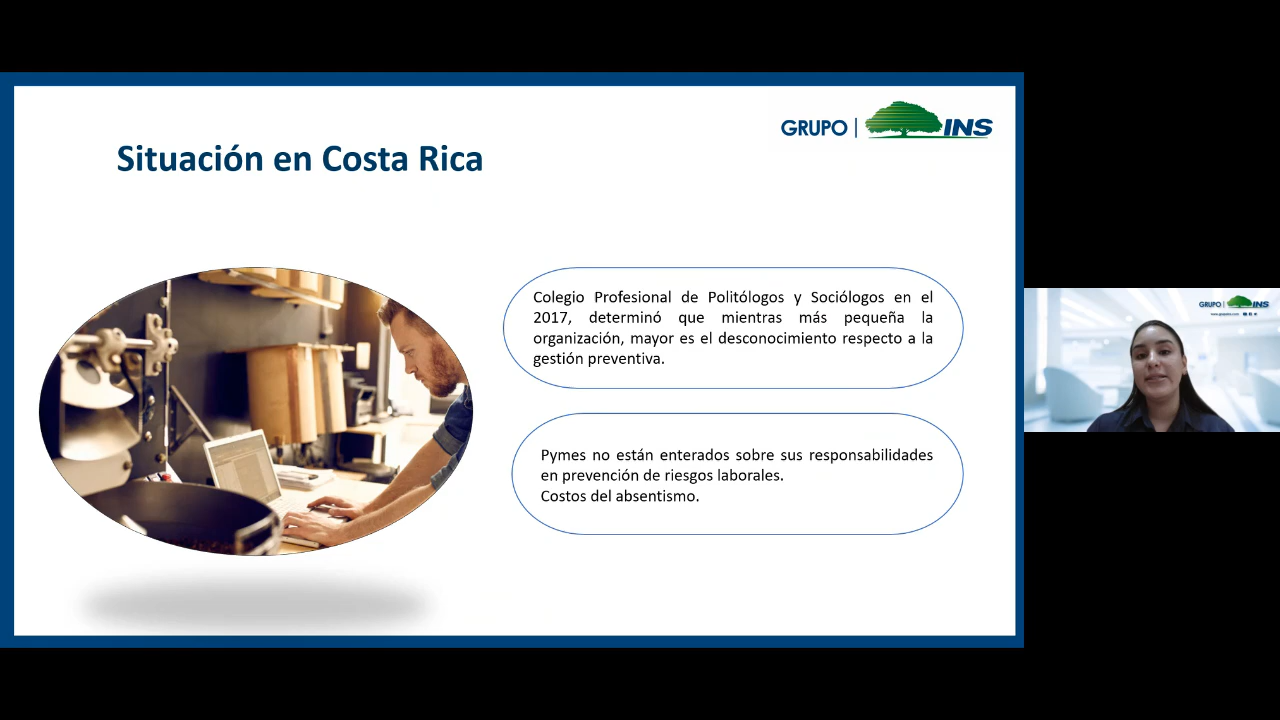 GRUPO | INS
Situación en Costa Rica
Colegio Profesional de Politólogos y Sociólogos en el
2017, determinó que mientras más pequeña la
organización, mayor es el desconocimiento respecto a la
gestión preventiva.
Pymes no están enterados sobre sus responsabilidades
en prevención de riesgos laborales.
Costos del absentismo.
GRUPO | INS